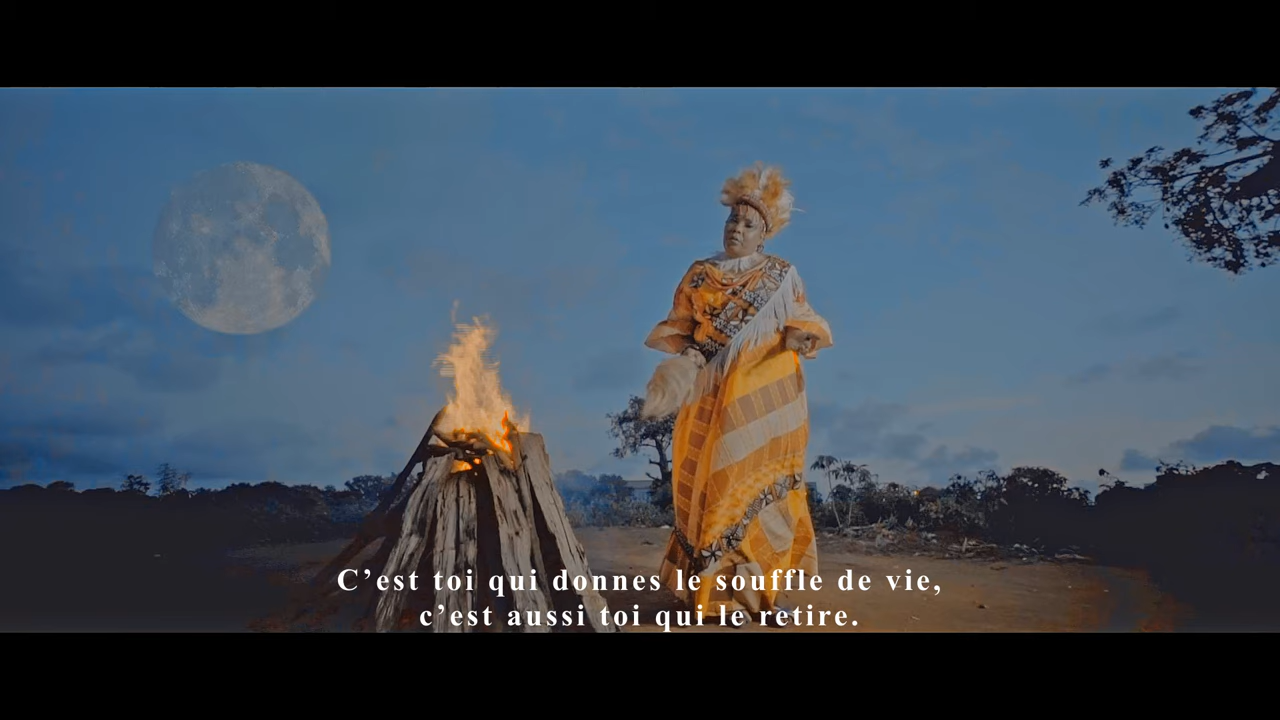 C’est toi qui donnes le souffle de vie,
c’est aussi toi qui le retire.